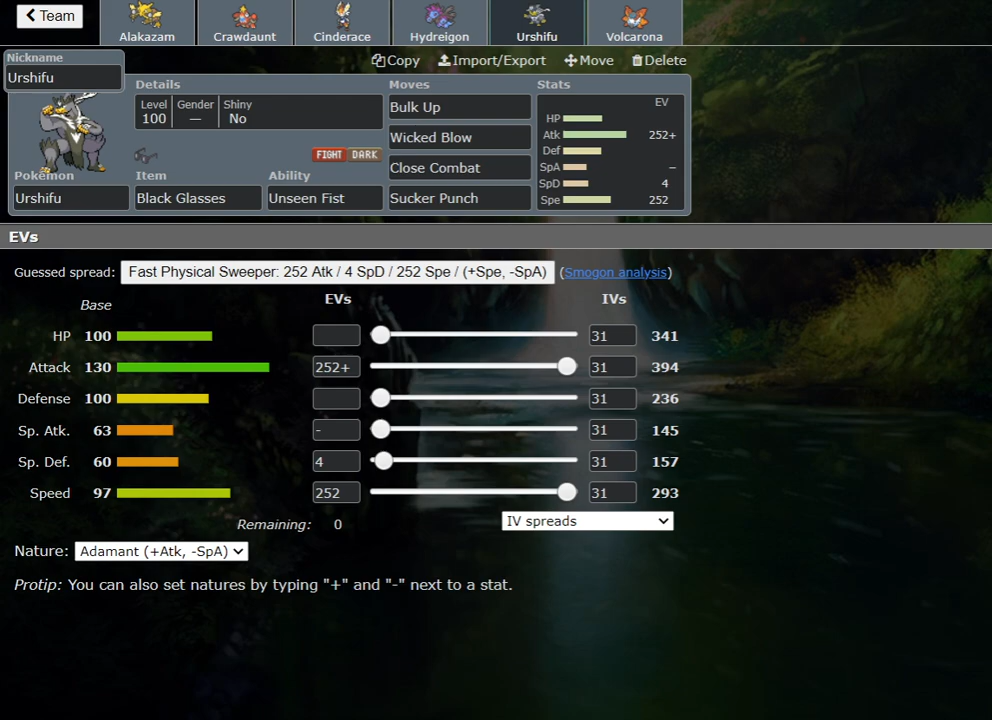 Team
Alakazam
Crawdaunt
Cinderace
Hydreigon
Urshifu
Volcarona
Copy
Import/Export
Move
Delete
Nickname
Urshifu
Details
Level
Gender
Shiny
100
—
No
FIGHT DARK
Pokémon
Urshifu
Item
Black Glasses
Ability
Unseen Fist
Moves
Bulk Up
Wicked Blow
Close Combat
Sucker Punch
Stats
EV
HP
Atk 252+
Def
SpA –
SpD 4
Spe 252
EVs
Guessed spread: Fast Physical Sweeper: 252 Atk / 4 SpD / 252 Spe / (+Spe, -SpA) (Smogon analysis)
Base EVs IVs
HP 100 31 341
Attack 130 252+ 31 394
Defense 100 31 236
Sp. Atk. 63 - 31 145
Sp. Def. 60 4 31 157
Speed 97 252 31 293
Remaining: 0 IV spreads
Nature: Adamant (+Atk, -SpA)
Protip: You can also set natures by typing "+" and "-" next to a stat.